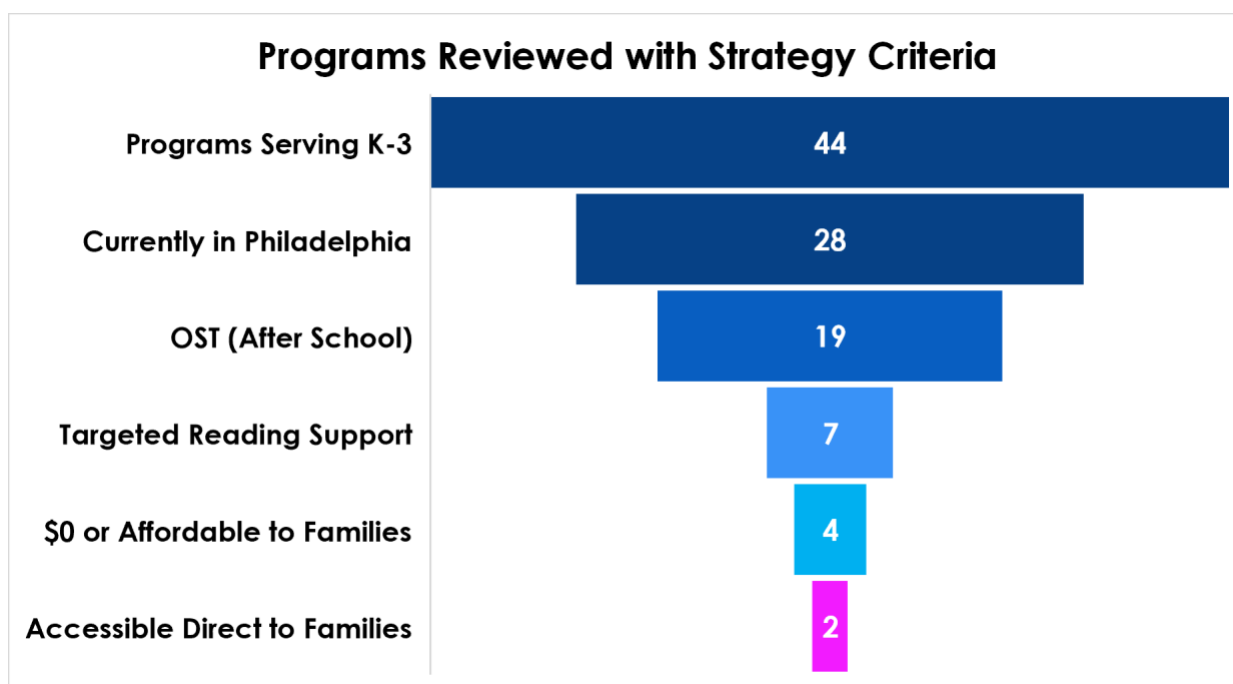 Programs Reviewed with Strategy Criteria
Programs Serving K-3
44
Currently in Philadelphia
28
OST (After School)
19
Targeted Reading Support
7
$0 or Affordable to Families
4
Accessible Direct to Families
2